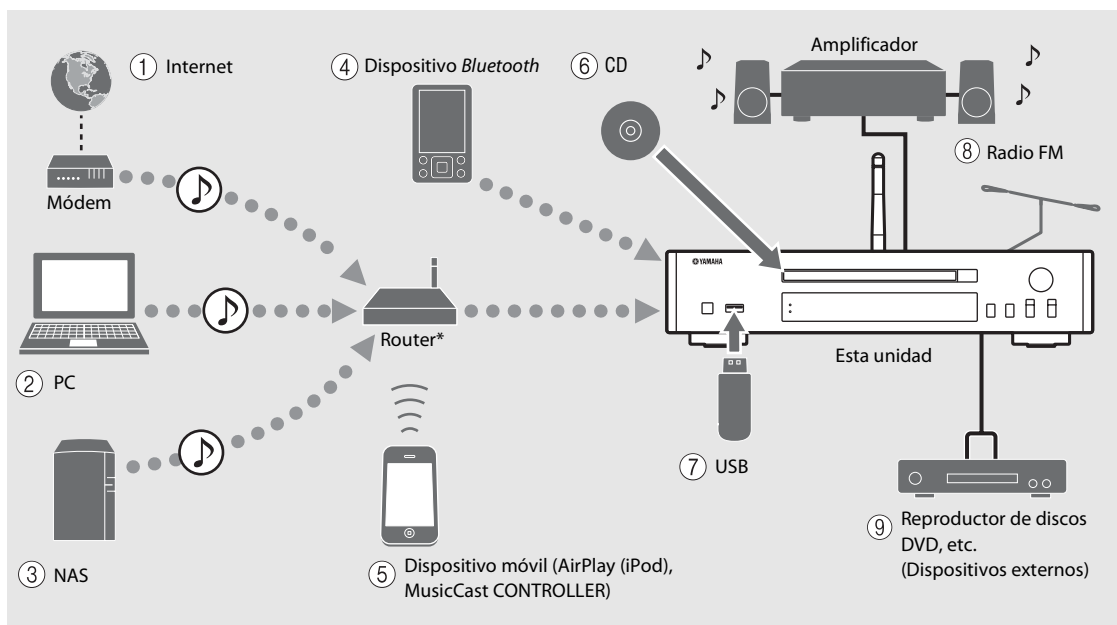 ① Internet
④ Dispositivo Bluetooth
⑥ CD
Amplificador
⑧ Radio FM
Módem
YAMAHA
Router*
Esta unidad
② PC
⑦ USB
③ NAS
⑤ Dispositivo móvil (AirPlay (iPod),
MusicCast CONTROLLER)
⑨ Reproductor de discos
DVD, etc.
(Dispositivos externos)